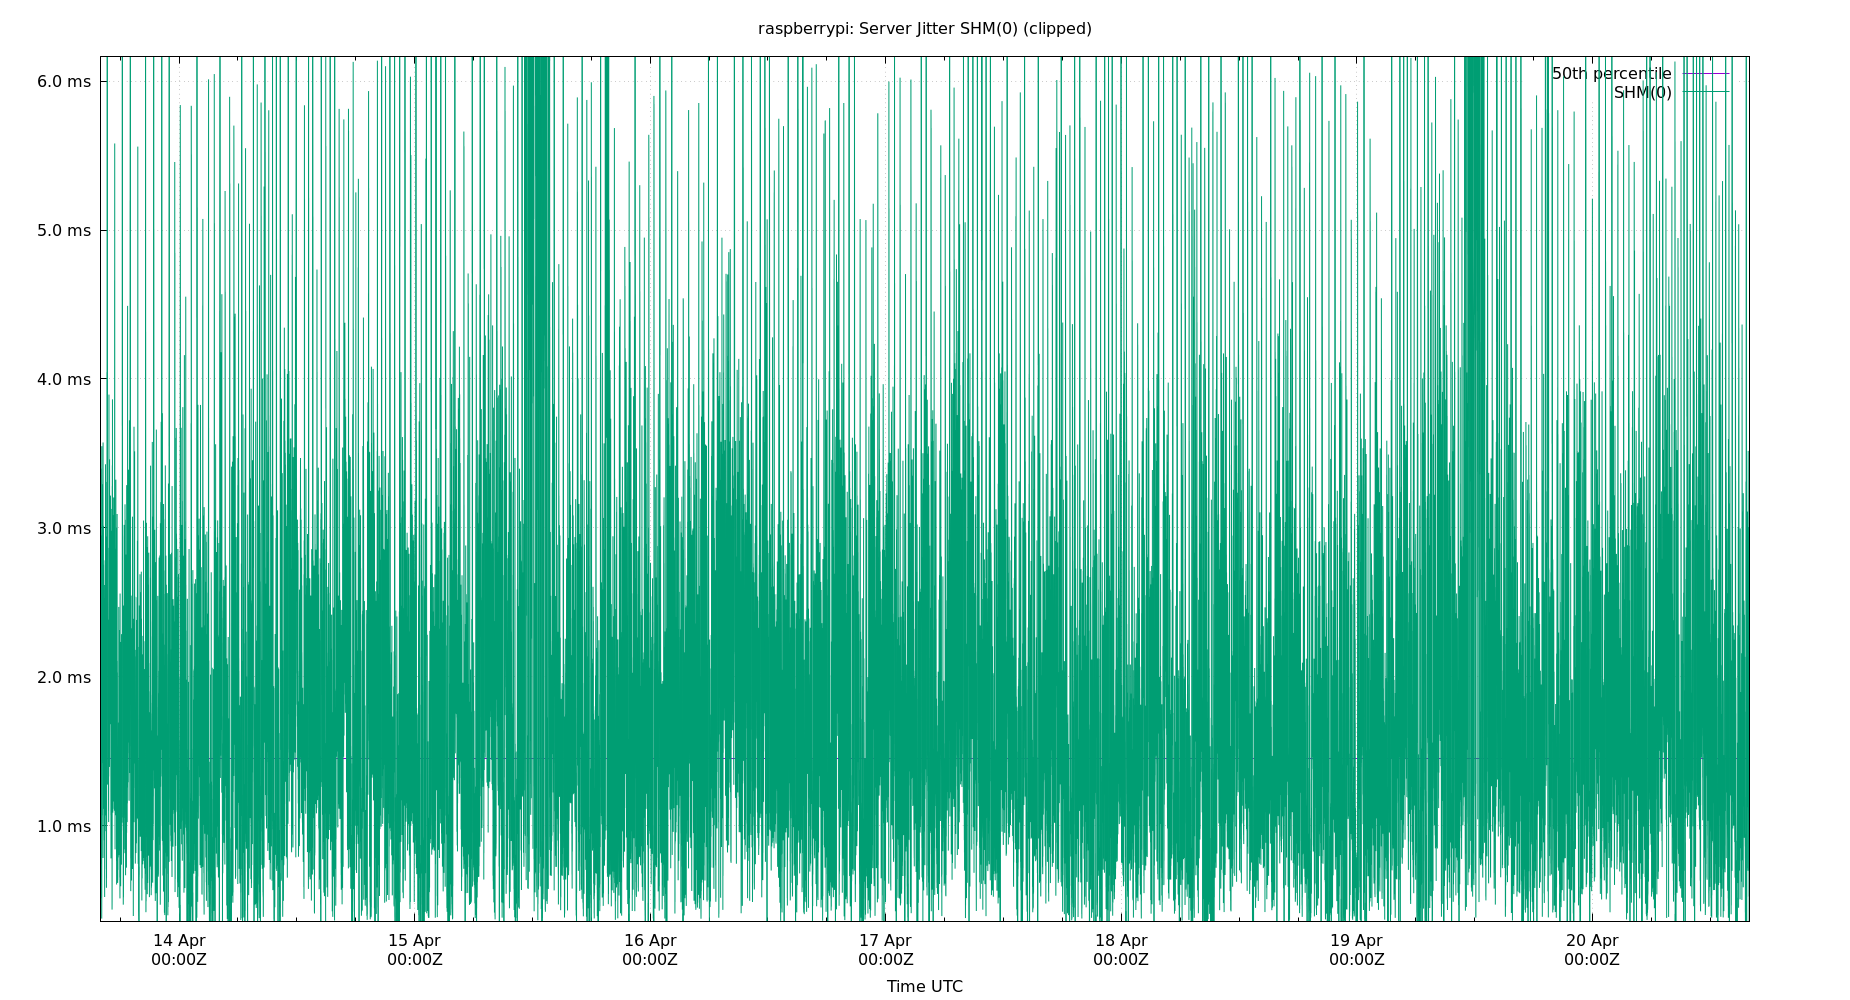 raspberrypi: Server Jitter SHM(0) (clipped)
50th percentile
SHM(0)
6.0 ms
5.0 ms
4.0 ms
3.0 ms
2.0 ms
1.0 ms
14 Apr 15 Apr 16 Apr 17 Apr 18 Apr 19 Apr 20 Apr
00:00Z 00:00Z 00:00Z 00:00Z 00:00Z 00:00Z 00:00Z
Time UTC